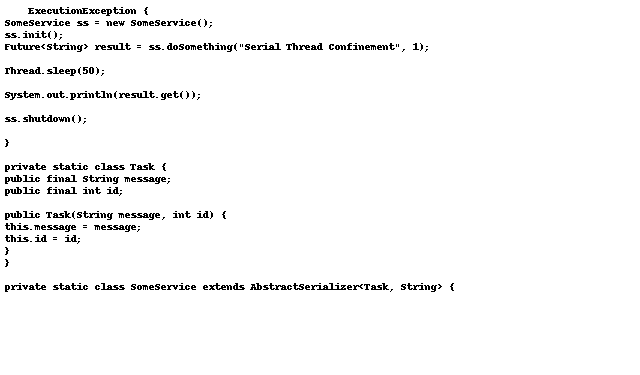 ExecutionException {
SomeService ss = new SomeService();
ss.init();
Future<String> result = ss.doSomething("Serial Thread Confinement", 1);
Thread.sleep(50);
System.out.println(result.get());
ss.shutdown();
}
private static class Task {
public final String message;
public final int id;
public Task(String message, int id) {
this.message = message;
this.id = id;
}
}
private static class SomeService extends AbstractSerializer<Task, String> {